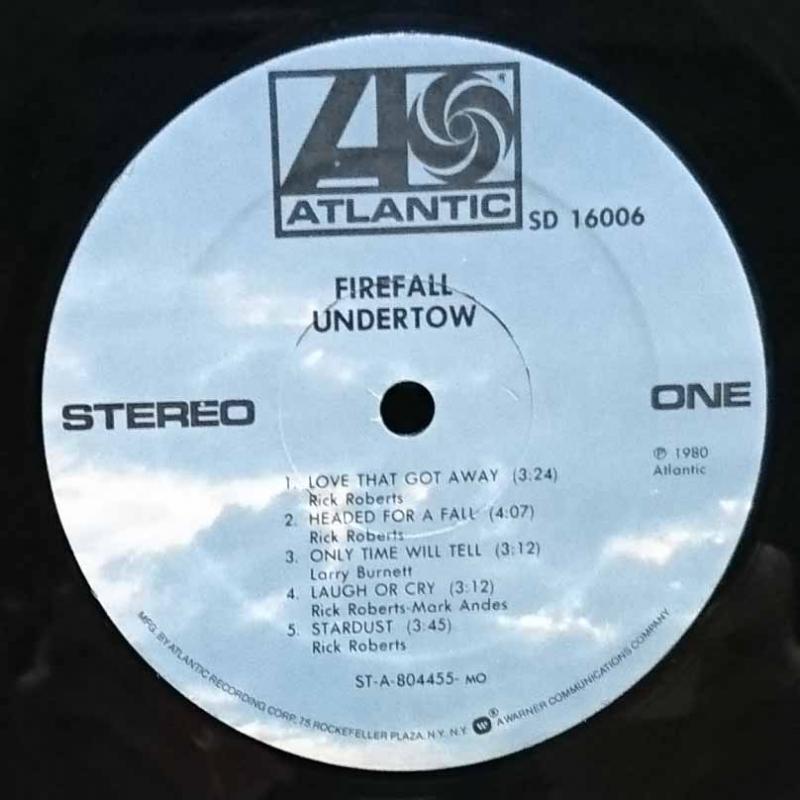 ATLANTIC
SD 16006
FIREFALL
UNDERTOW
STEREO
ONE
℗ 1980
Atlantic
1. LOVE THAT GOT AWAY (3:24)
Rick Roberts
2. HEADED FOR A FALL (4:07)
Rick Roberts
3. ONLY TIME WILL TELL (3:12)
Larry Burnett
4. LAUGH OR CRY (3:12)
Rick Roberts-Mark Andes
5. STARDUST (3:45)
Rick Roberts
ST-A-804455- MO
MFG. BY ATLANTIC RECORDING CORP., 75 ROCKEFELLER PLAZA, N.Y. N.Y. ® A WARNER COMMUNICATIONS COMPANY